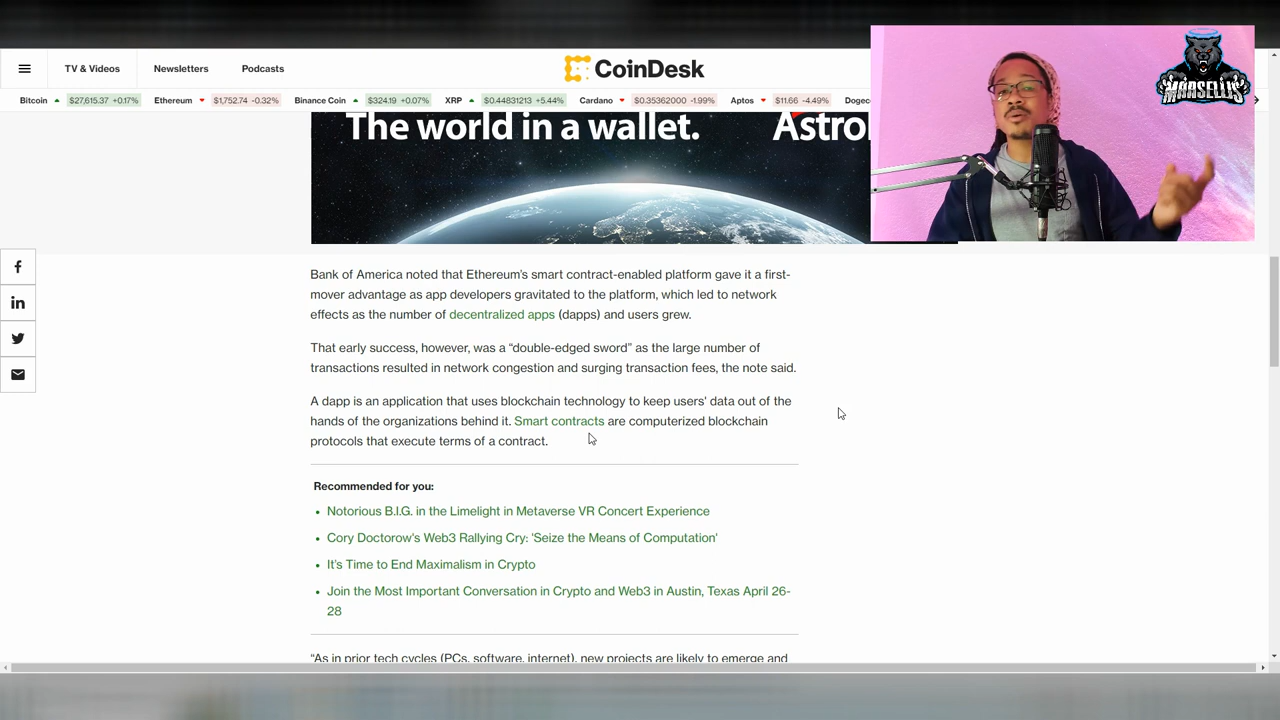 TV & Videos
Newsletters
Podcasts
CoinDesk
Bitcoin $27,615.37 +0.17% Ethereum $1,752.74 -0.32% Binance Coin $324.19 +0.07% XRP $0.44831213 +5.44% Cardano $0.35362000 -1.99% Aptos $11.66 -4.49% Dogec
The world in a wallet.
MARSELLIS
Bank of America noted that Ethereum's smart contract-enabled platform gave it a first-
mover advantage as app developers gravitated to the platform, which led to network
effects as the number of decentralized apps (dapps) and users grew.
That early success, however, was a “double-edged sword” as the large number of
transactions resulted in network congestion and surging transaction fees, the note said.
A dapp is an application that uses blockchain technology to keep users' data out of the
hands of the organizations behind it. Smart contracts are computerized blockchain
protocols that execute terms of a contract.
Recommended for you:
• Notorious B.I.G. in the Limelight in Metaverse VR Concert Experience
• Cory Doctorow's Web3 Rallying Cry: 'Seize the Means of Computation'
• It's Time to End Maximalism in Crypto
• Join the Most Important Conversation in Crypto and Web3 in Austin, Texas April 26-
28
“As in prior tech cycles (PCs, software, internet), new projects are likely to emerge and